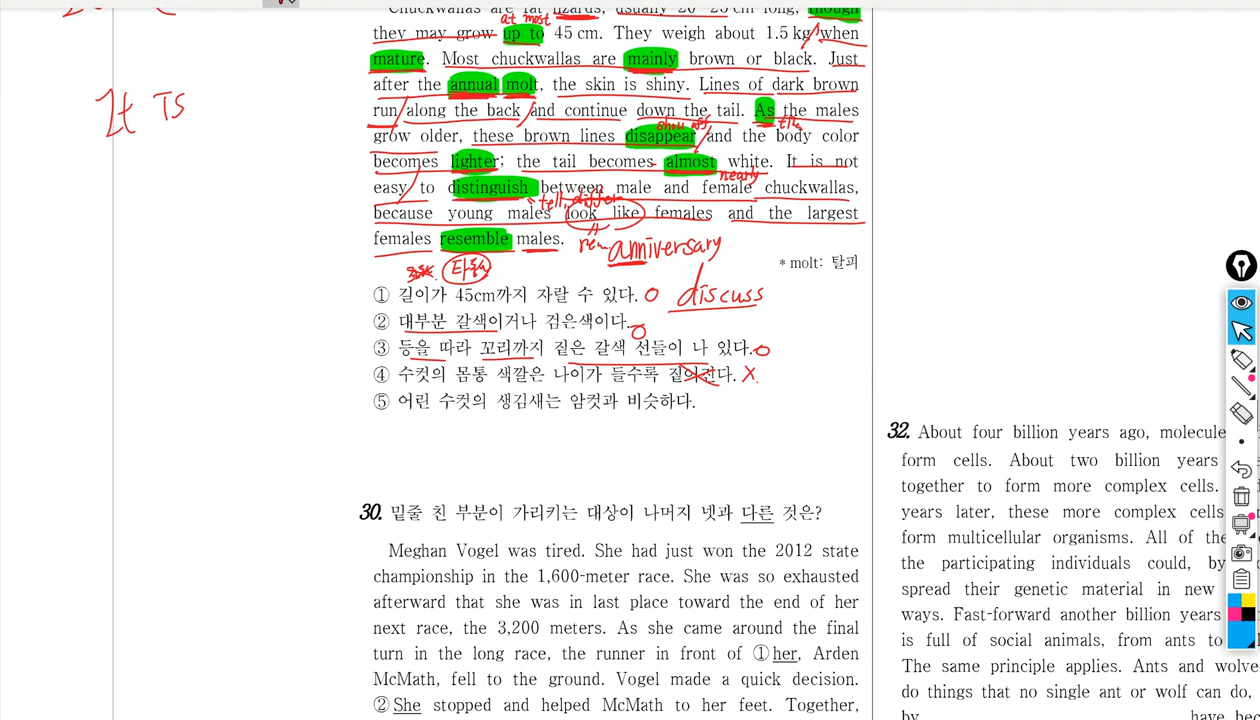 It is
Chuckwallas are fat lizards, usually 20-25cm long, though
at most
they may grow up to 45 cm. They weigh about 1.5 kg when
mature. Most chuckwallas are mainly brown or black. Just
after the annual molt, the skin is shiny. Lines of dark brown
run along the back and continue down the tail. As the males
show off
grow older, these brown lines disappear and the body color
becomes lighter; the tail becomes almost white. It is not
nearly
easy to distinguish between male and female chuckwallas,
tell, differ
because young males look like females and the largest
females resemble males.
anniversary
* molt: 탈피
타동사
discuss
① 길이가 45cm까지 자랄 수 있다. O
② 대부분 갈색이거나 검은색이다. O
③ 등을 따라 꼬리까지 짙은 갈색 선들이 나 있다. O
④ 수컷의 몸통 색깔은 나이가 들수록 짙어진다. X
⑤ 어린 수컷의 생김새는 암컷과 비슷하다.
30. 밑줄 친 부분이 가리키는 대상이 나머지 넷과 다른 것은?
Meghan Vogel was tired. She had just won the 2012 state
championship in the 1,600-meter race. She was so exhausted
afterward that she was in last place toward the end of her
next race, the 3,200 meters. As she came around the final
turn in the long race, the runner in front of ① her, Arden
McMath, fell to the ground. Vogel made a quick decision.
② She stopped and helped McMath to her feet. Together,
32. About four billion years ago, molecule
form cells. About two billion years
together to form more complex cells.
years later, these more complex cells
form multicellular organisms. All of the
the participating individuals could, by
spread their genetic material in new
ways. Fast-forward another billion years
is full of social animals, from ants to
The same principle applies. Ants and wolve
do things that no single ant or wolf can do,
by have bec